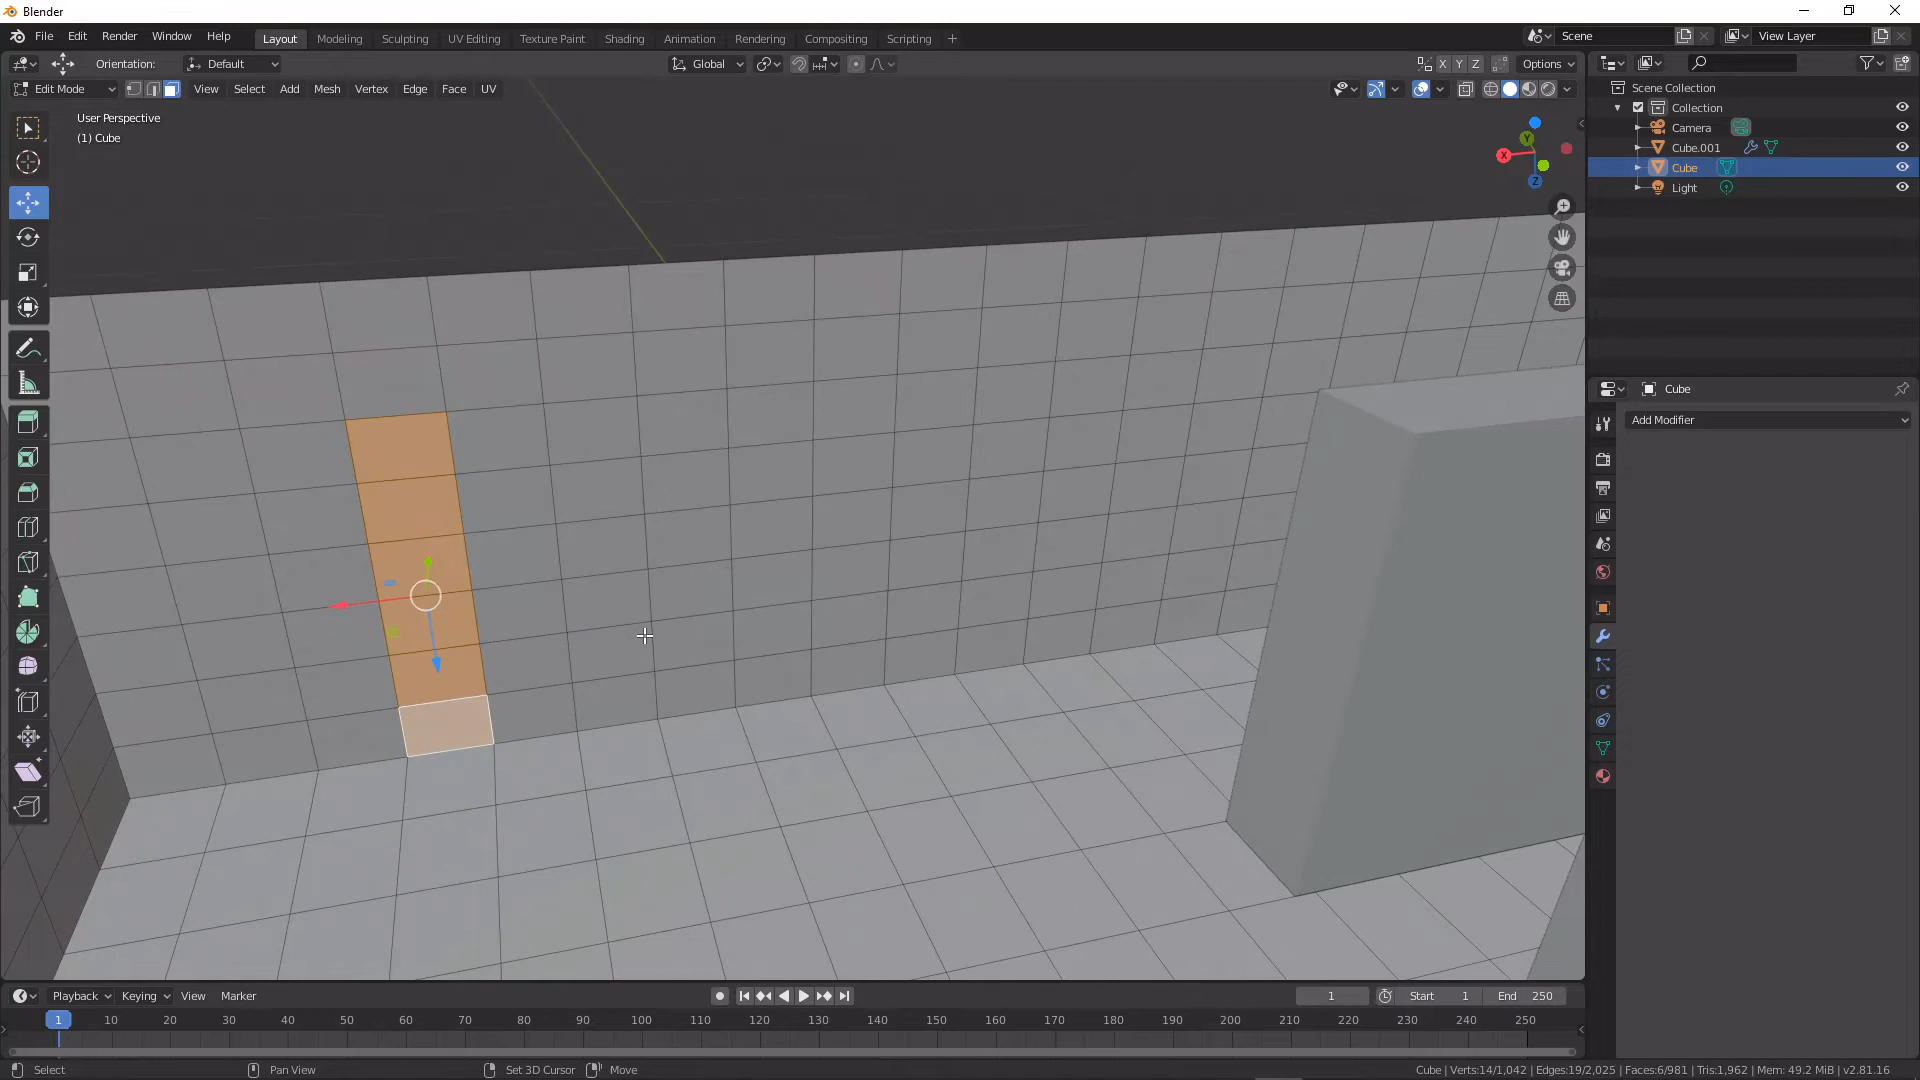 Blender
File Edit Render Window Help Layout Modeling Sculpting UV Editing Texture Paint Shading Animation Rendering Compositing Scripting + Scene View Layer
Orientation: Default Global X Y Z Options
Edit Mode View Select Add Mesh Vertex Edge Face UV
User Perspective
(1) Cube
Y
X
Z
Scene Collection
Collection
Camera
Cube.001
Cube
Light
Cube
Add Modifier
Playback Keying View Marker 1 Start 1 End 250
1 10 20 30 40 50 60 70 80 90 100 110 120 130 140 150 160 170 180 190 200 210 220 230 240 250
Select Pan View Set 3D Cursor Move Cube | Verts:14/1,042 | Edges:19/2,025 | Faces:6/981 | Tris:1,962 | Mem: 49.2 MiB | v2.81.16